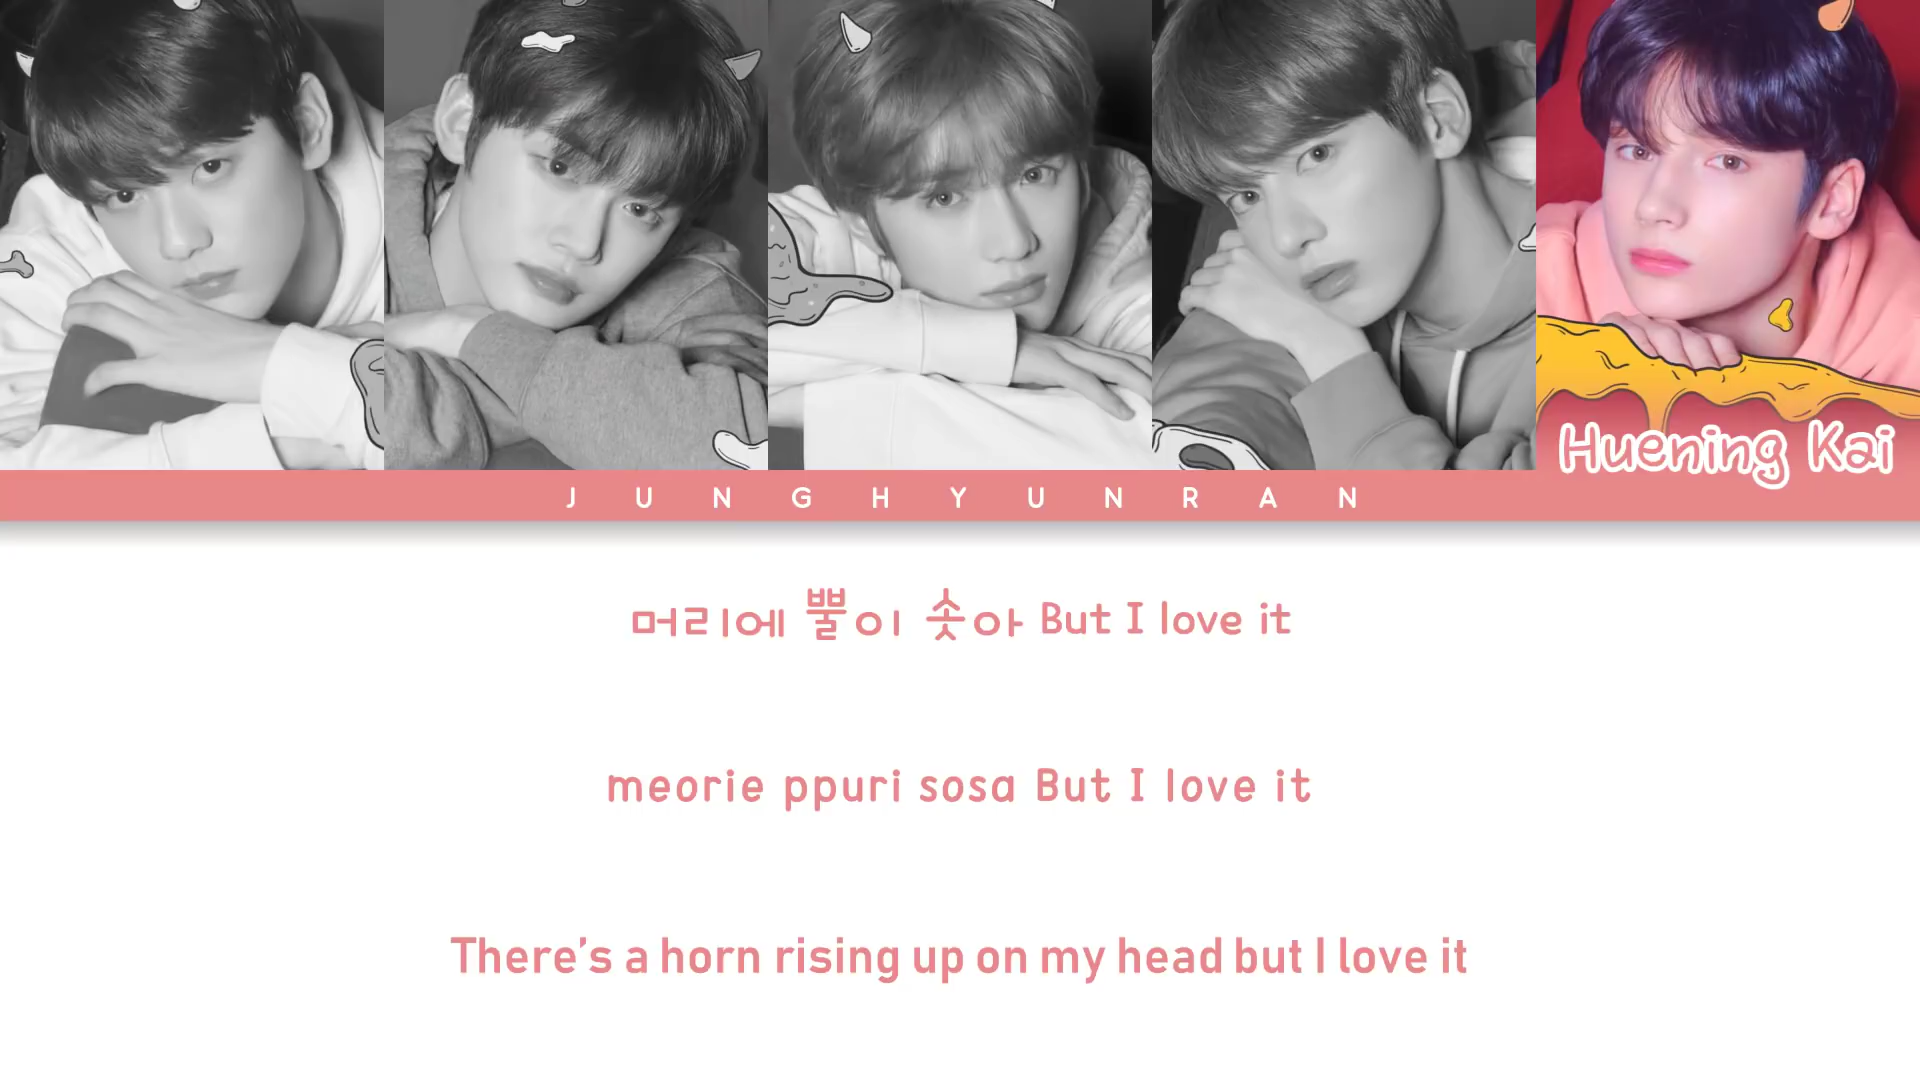 Huening Kai
JUNGHYUNRAN
머리에 뿔이 솟아 But I love it
meorie ppuri sosa But I love it
There's a horn rising up on my head but I love it